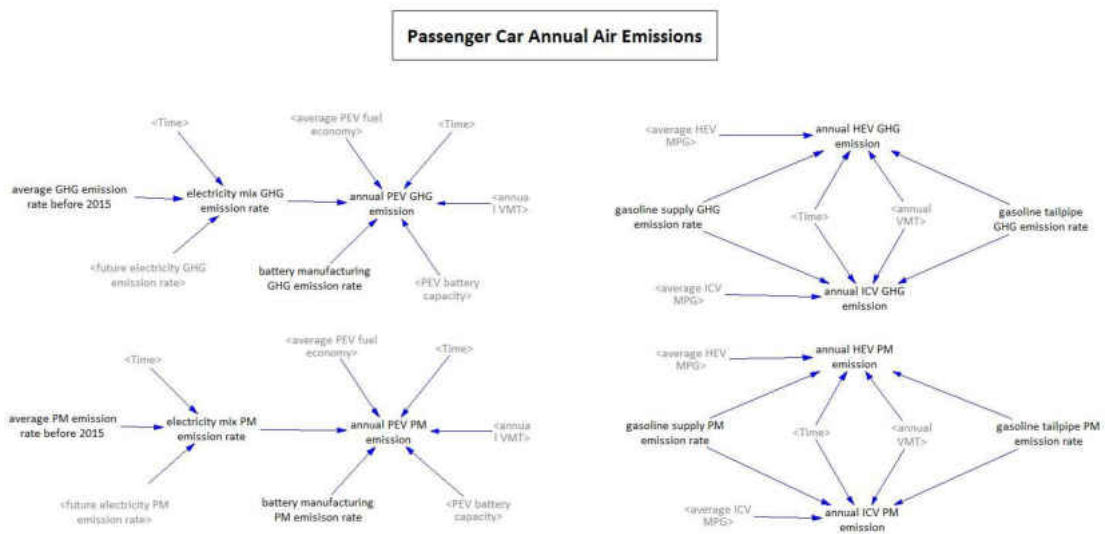 Passenger Car Annual Air Emissions
<Time>
<average PEV fuel
economy>
<Time>
average GHG emission
rate before 2015
electricity mix GHG
emission rate
annual PEV GHG
emission
<annua
l VMT>
<future electricity GHG
emission rate>
battery manufacturing
GHG emission rate
<PEV battery
capacity>
<average HEV
MPG>
annual HEV GHG
emission
gasoline supply GHG
emission rate
<Time>
<annual
VMT>
gasoline tailpipe
GHG emission rate
<average ICV
MPG>
annual ICV GHG
emission
<Time>
<average PEV fuel
economy>
<Time>
average PM emission
rate before 2015
electricity mix PM
emission rate
annual PEV PM
emission
<annua
l VMT>
<future electricity PM
emission rate>
battery manufacturing
PM emisison rate
<PEV battery
capacity>
<average HEV
MPG>
annual HEV PM
emission
gasoline supply PM
emission rate
<Time>
<annual
VMT>
gasoline tailpipe PM
emission rate
<average ICV
MPG>
annual ICV PM
emission